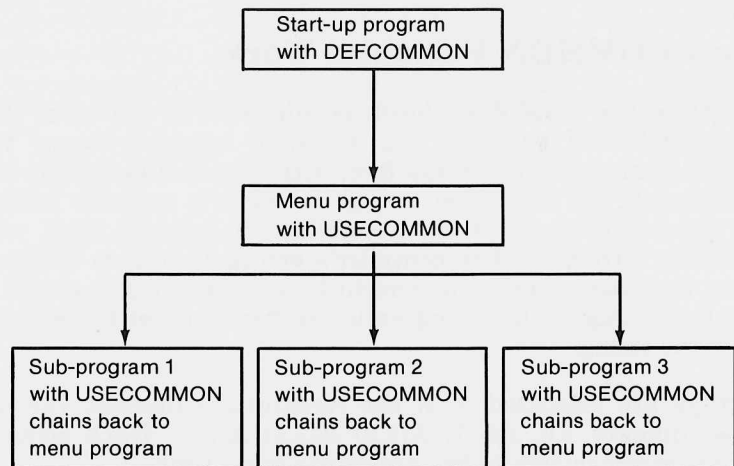 Start-up program
with DEFCOMMON
Menu program
with USECOMMON
Sub-program 1
with USECOMMON
chains back to
menu program
Sub-program 2
with USECOMMON
chains back to
menu program
Sub-program 3
with USECOMMON
chains back to
menu program